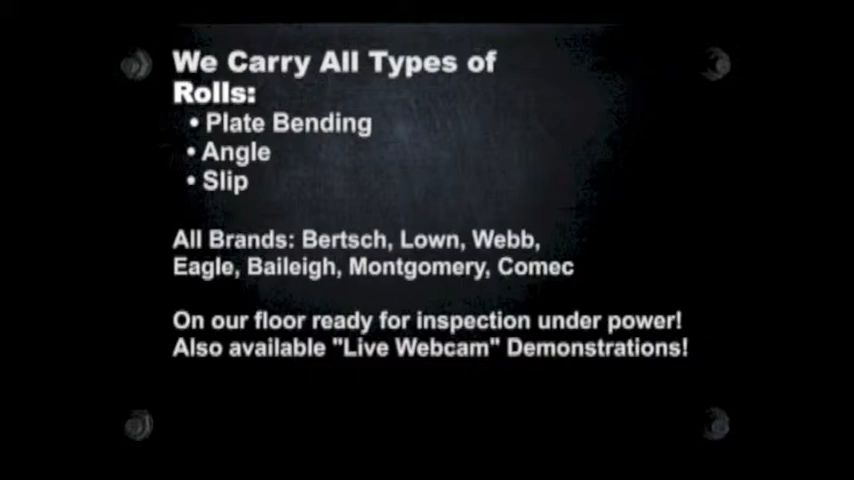 We Carry All Types of
Rolls:
• Plate Bending
• Angle
• Slip
All Brands: Bertsch, Lown, Webb,
Eagle, Baileigh, Montgomery, Comec
On our floor ready for inspection under power!
Also available "Live Webcam" Demonstrations!